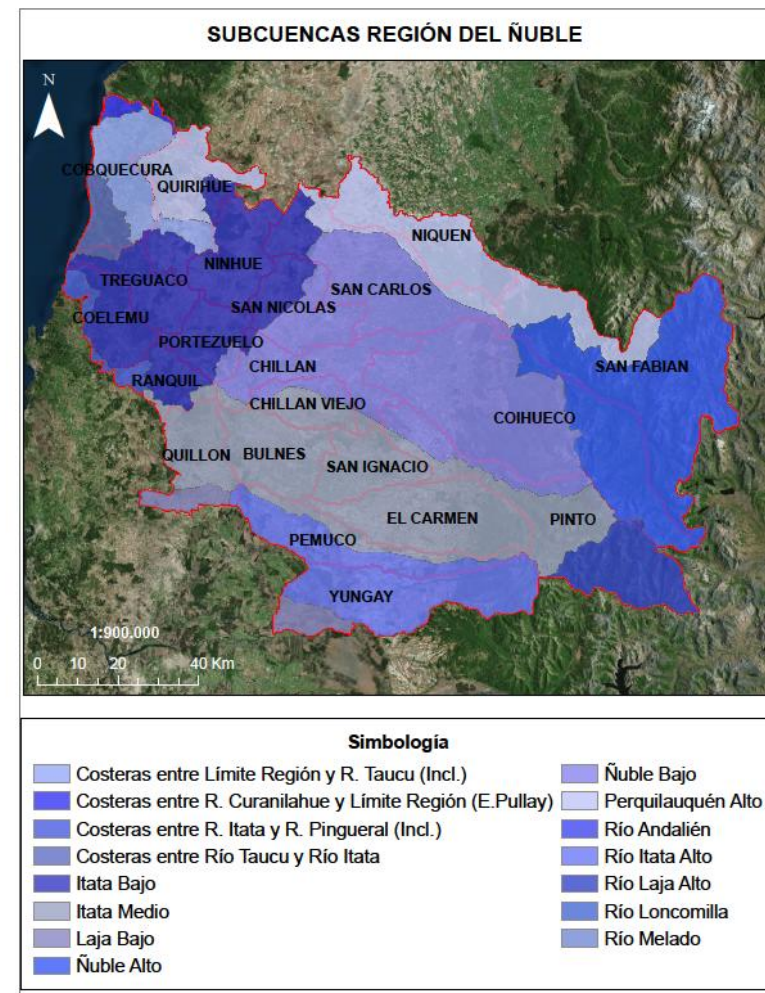 SUBCUENCAS REGIÓN DEL ÑUBLE
N
COBQUECURA
QUIRIHUE
NIQUEN
NINHUE
TREGUACO
SAN CARLOS
SAN NICOLAS
COELEMU
PORTEZUELO
SAN FABIAN
CHILLAN
RANQUIL
CHILLAN VIEJO
COIHUECO
QUILLON
BULNES
SAN IGNACIO
EL CARMEN
PINTO
PEMUCO
YUNGAY
1:900.000
0 10 20 40 Km
Simbología
Costeras entre Límite Región y R. Taucu (Incl.)
Costeras entre R. Curanilahue y Límite Región (E.Pullay)
Costeras entre R. Itata y R. Pingueral (Incl.)
Costeras entre Río Taucu y Río Itata
Itata Bajo
Itata Medio
Laja Bajo
Ñuble Alto
Ñuble Bajo
Perquilauquén Alto
Río Andalién
Río Itata Alto
Río Laja Alto
Río Loncomilla
Río Melado